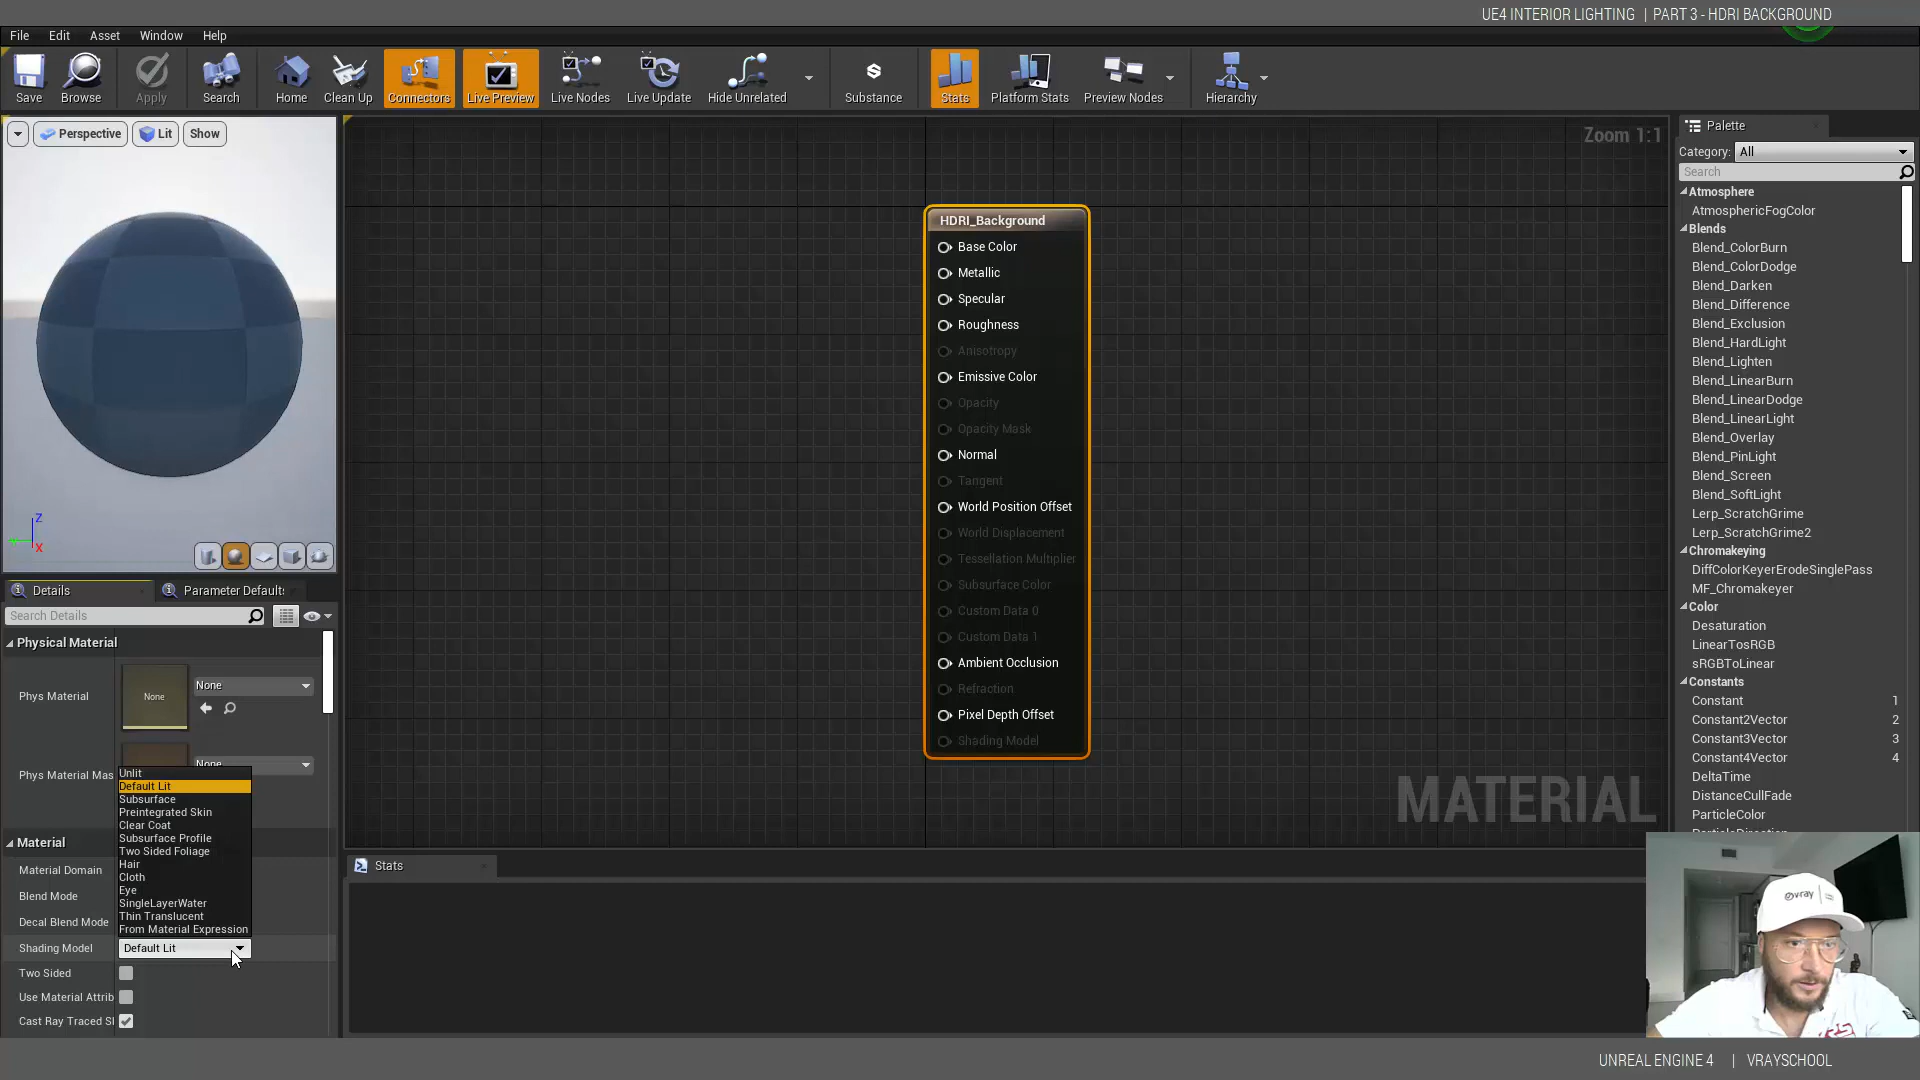 UE4 INTERIOR LIGHTING | PART 3 - HDRI BACKGROUND
File Edit Asset Window Help
Save Browse Apply Search Home Clean Up Connectors Live Preview Live Nodes Live Update Hide Unrelated Substance Stats Platform Stats Preview Nodes Hierarchy
Perspective Lit Show
Zoom 1:1
HDRI_Background
Base Color
Metallic
Specular
Roughness
Anisotropy
Emissive Color
Opacity
Opacity Mask
Normal
Tangent
World Position Offset
World Displacement
Tessellation Multiplier
Subsurface Color
Custom Data 0
Custom Data 1
Ambient Occlusion
Refraction
Pixel Depth Offset
Shading Model
MATERIAL
Z
X
Details Parameter Default
Search Details
Physical Material
Phys Material None None
Phys Material Mas None
Unlit
Default Lit
Subsurface
Preintegrated Skin
Clear Coat
Subsurface Profile
Two Sided Foliage
Hair
Cloth
Eye
SingleLayerWater
Thin Translucent
From Material Expression
Material
Material Domain
Blend Mode
Decal Blend Mode
Shading Model Default Lit
Two Sided
Use Material Attrib
Cast Ray Traced S
Stats
Palette
Category: All
Search
Atmosphere
AtmosphericFogColor
Blends
Blend_ColorBurn
Blend_ColorDodge
Blend_Darken
Blend_Difference
Blend_Exclusion
Blend_HardLight
Blend_Lighten
Blend_LinearBurn
Blend_LinearDodge
Blend_LinearLight
Blend_Overlay
Blend_PinLight
Blend_Screen
Blend_SoftLight
Lerp_ScratchGrime
Lerp_ScratchGrime2
Chromakeying
DiffColorKeyerErodeSinglePass
MF_Chromakeyer
Color
Desaturation
LinearTosRGB
sRGBToLinear
Constants
Constant 1
Constant2Vector 2
Constant3Vector 3
Constant4Vector 4
DeltaTime
DistanceCullFade
ParticleColor
vray
UNREAL ENGINE 4 | VRAYSCHOOL